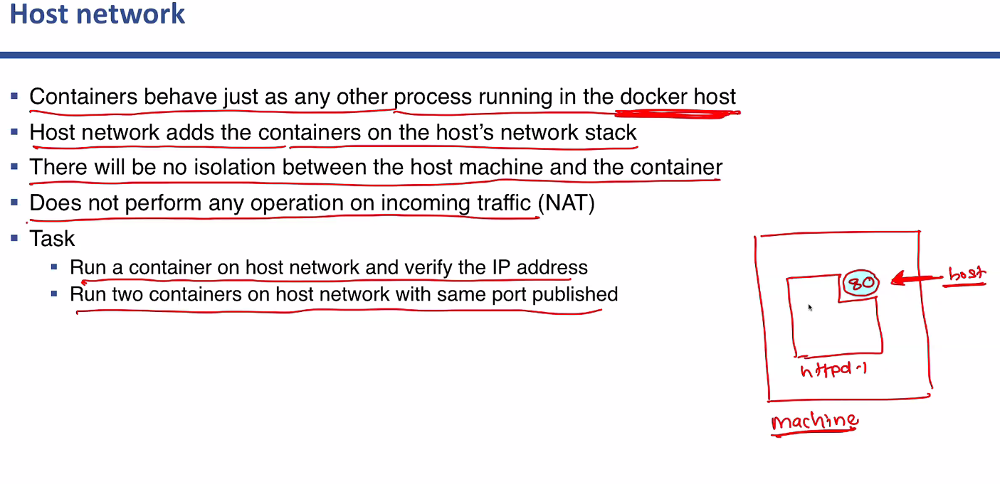 Host network
Containers behave just as any other process running in the docker host
Host network adds the containers on the host’s network stack
There will be no isolation between the host machine and the container
Does not perform any operation on incoming traffic (NAT)
Task
Run a container on host network and verify the IP address
Run two containers on host network with same port published
80
host
httpd-1
machine